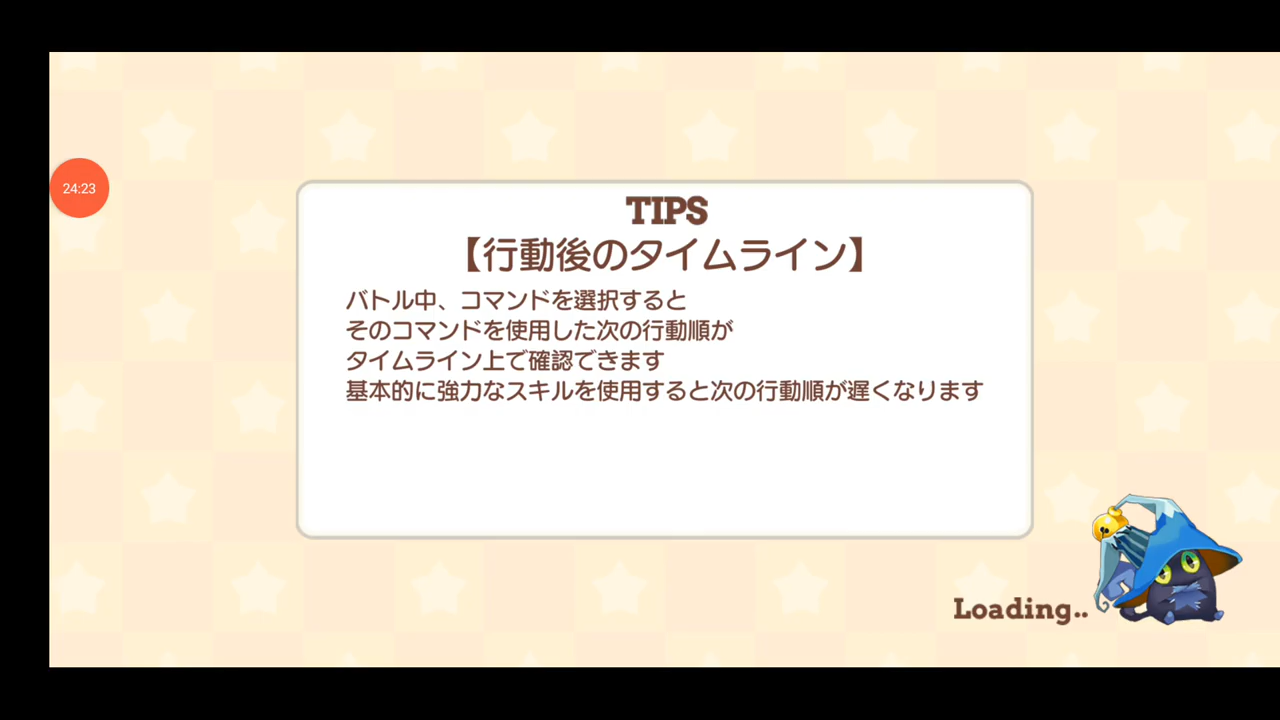 24:23
TIPS
【行動後のタイムライン】
バトル中、コマンドを選択すると
そのコマンドを使用した次の行動順が
タイムライン上で確認できます
基本的に強力なスキルを使用すると次の行動順が遅くなります
Loading..